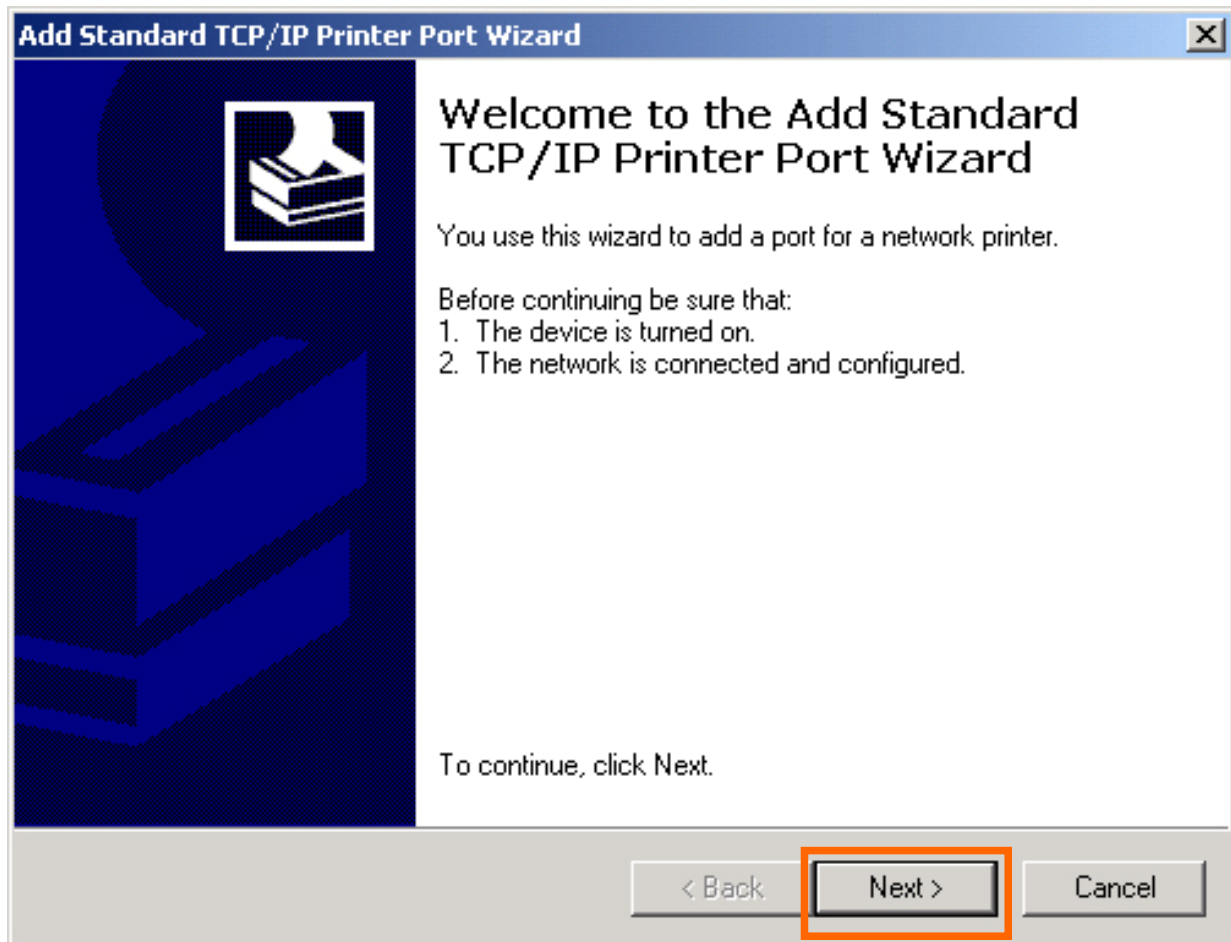 Add Standard TCP/IP Printer Port Wizard
Welcome to the Add Standard
TCP/IP Printer Port Wizard
You use this wizard to add a port for a network printer.
Before continuing be sure that:
1. The device is turned on.
2. The network is connected and configured.
To continue, click Next.
< Back
Next >
Cancel